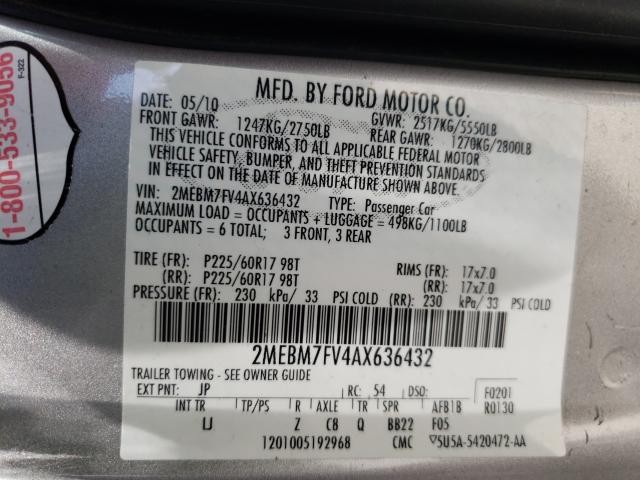 1-800-533-9056
F-322
MFD. BY FORD MOTOR CO.
DATE: 05/10 GVWR: 2517KG/5550LB
FRONT GAWR: 1247KG/2750LB REAR GAWR: 1270KG/2800LB
THIS VEHICLE CONFORMS TO ALL APPLICABLE FEDERAL MOTOR
VEHICLE SAFETY, BUMPER, AND THEFT PREVENTION STANDARDS
IN EFFECT ON THE DATE OF MANUFACTURE SHOWN ABOVE.
VIN: 2MEBM7FV4AX636432 TYPE: Passenger Car
MAXIMUM LOAD = OCCUPANTS + LUGGAGE = 498KG/1100LB
OCCUPANTS = 6 TOTAL; 3 FRONT, 3 REAR
TIRE (FR): P225/60R17 98T RIMS (FR): 17x7.0
(RR): P225/60R17 98T (RR): 17x7.0
PRESSURE (FR): 230 kPa/ 33 PSI COLD (RR): 230 kPa/ 33 PSI COLD
2MEBM7FV4AX636432
TRAILER TOWING - SEE OWNER GUIDE
EXT PNT: JP RC: 54 DSO: F0201
INT TR TP/PS R AXLE TR SPR AFB1B R0130
IJ Z C8 Q BB22 F05
1201005192968 CMC ▽5U5A-5420472-AA